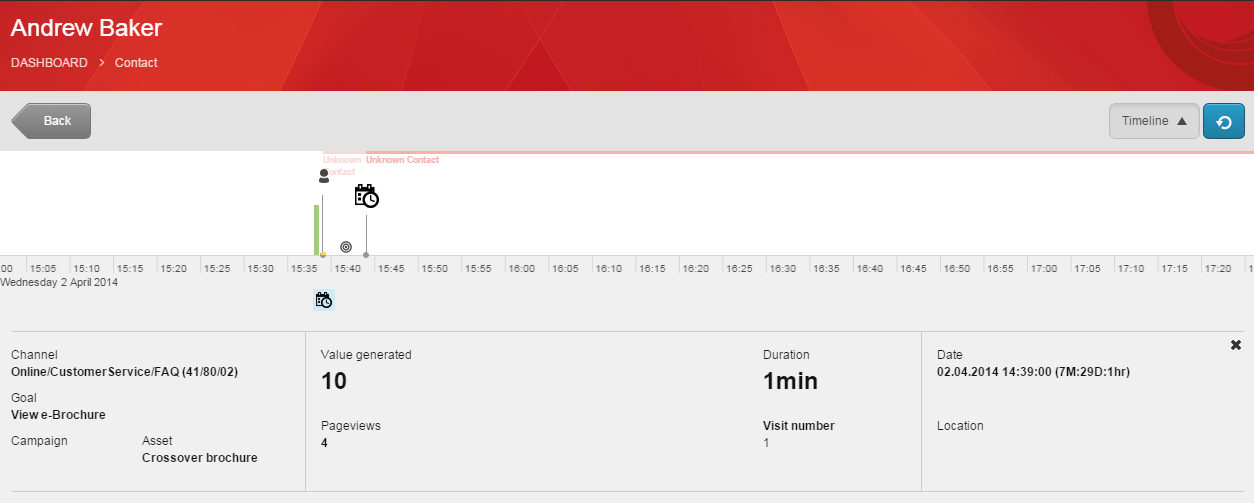 Andrew Baker
DASHBOARD > Contact
Back
Timeline
Unknown Contact
Unknown Contact
00 15:05 15:10 15:15 15:20 15:25 15:30 15:35 15:40 15:45 15:50 15:55 16:00 16:05 16:10 16:15 16:20 16:25 16:30 16:35 16:40 16:45 16:50 16:55 17:00 17:05 17:10 17:15 17:20 1
Wednesday 2 April 2014
Channel
Online/CustomerService/FAQ (41/80/02)
Goal
View e-Brochure
Campaign Asset
Crossover brochure
Value generated
10
Pageviews
4
Duration
1min
Visit number
1
Date
02.04.2014 14:39:00 (7M:29D:1hr)
Location